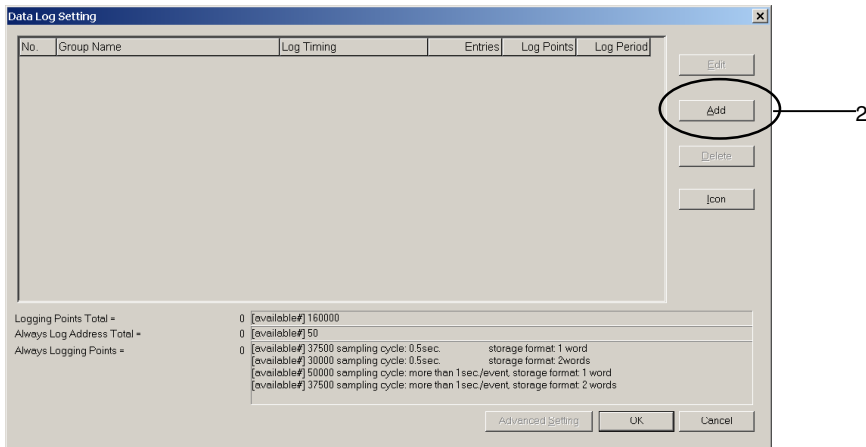 Data Log Setting
No. Group Name Log Timing Entries Log Points Log Period
Edit
Add
2
Delete
Icon
Logging Points Total = 0 [available#] 160000
Always Log Address Total = 0 [available#] 50
Always Logging Points = 0 [available#] 37500 sampling cycle: 0.5sec. storage format: 1 word
[available#] 30000 sampling cycle: 0.5sec. storage format: 2words
[available#] 50000 sampling cycle: more than 1sec./event, storage format: 1 word
[available#] 37500 sampling cycle: more than 1sec./event, storage format: 2 words
Advanced Setting OK Cancel